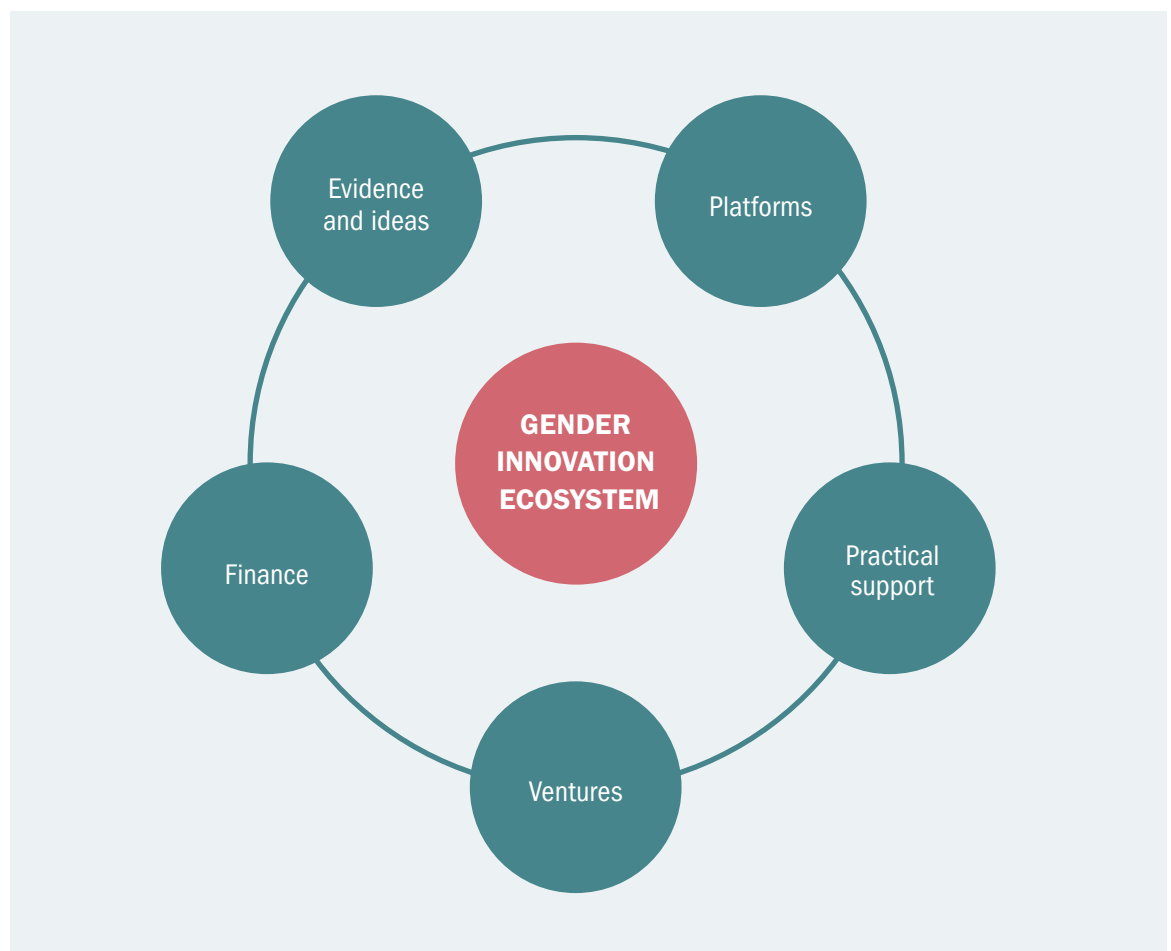 Evidence
and ideas
Platforms
GENDER
INNOVATION
ECOSYSTEM
Finance
Practical
support
Ventures